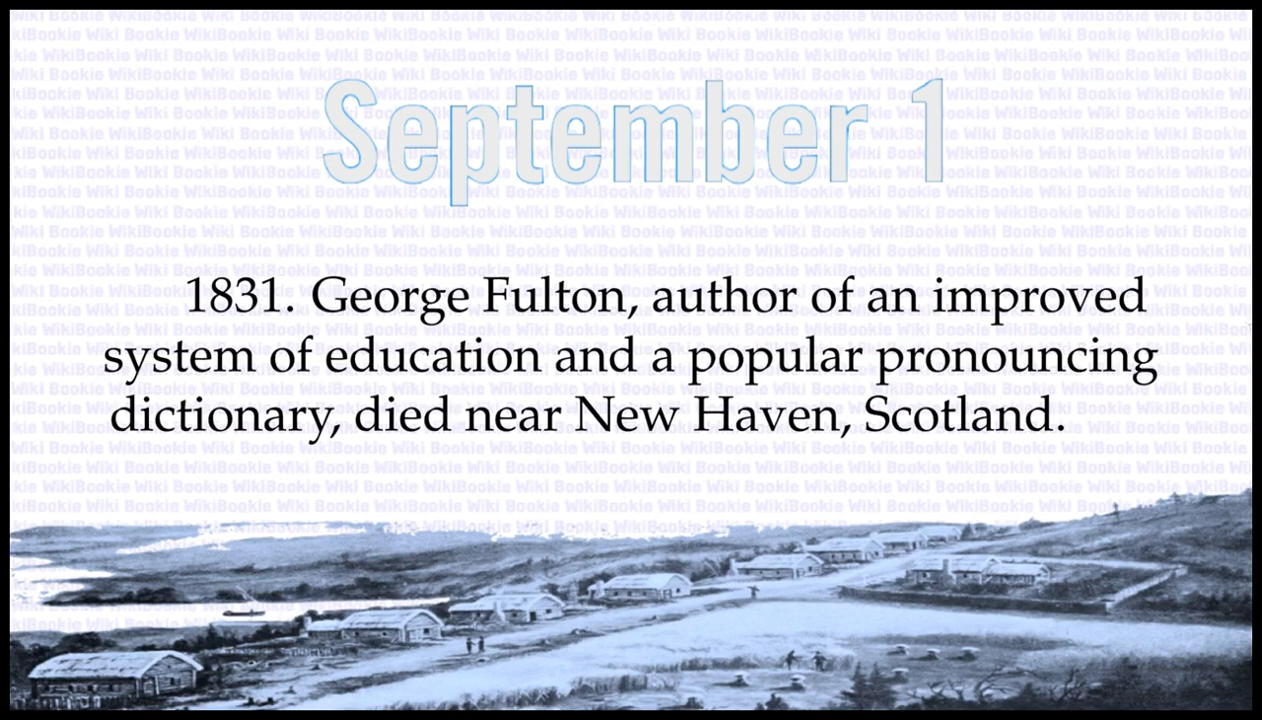 September 1
1831. George Fulton, author of an improved
system of education and a popular pronouncing
dictionary, died near New Haven, Scotland.